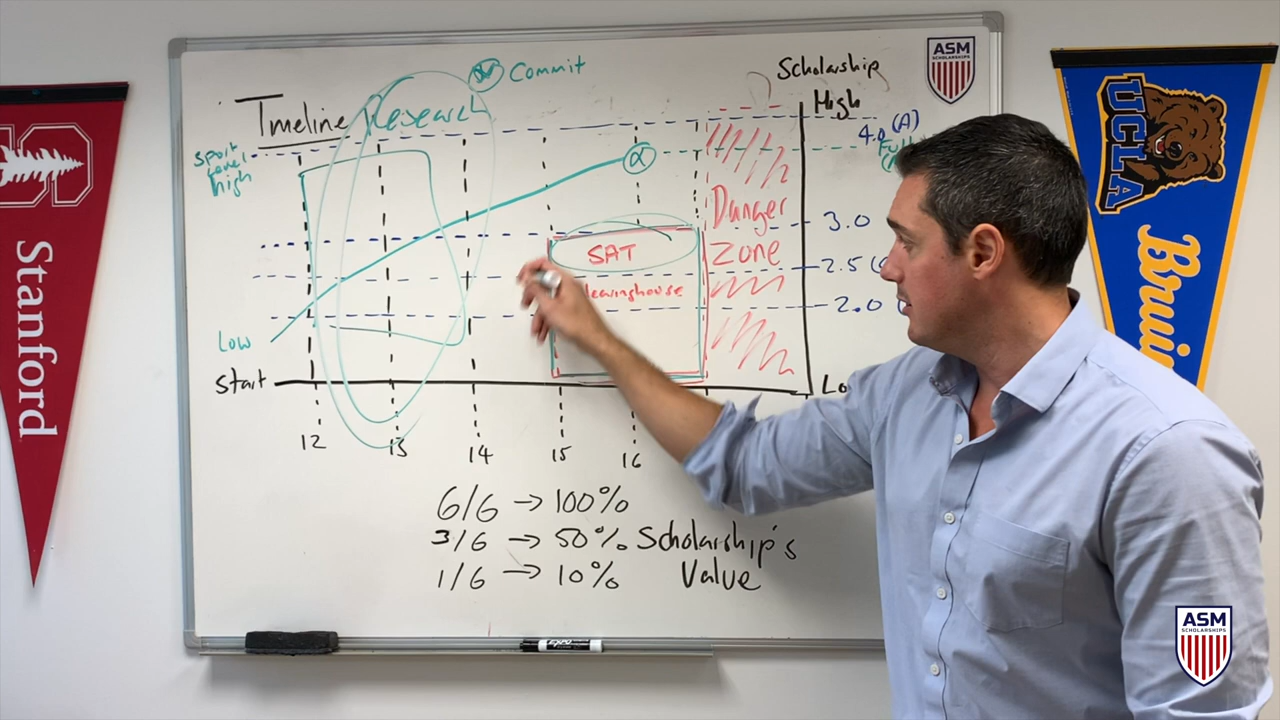 ASM
SCHOLARSHIPS
Commit
Scholarship
High
Timeline
Research
4.0 (A)
Sport
Level
high
Danger
Zone
3.0
SAT
2.5
2.0
Low
Start
12
13
14
15
16
6/6 → 100%
3/6 → 50% Scholarship's
1/6 → 10% Value
EXPO
S
Stanford
UCLA
Bruin
ASM
SCHOLARSHIPS